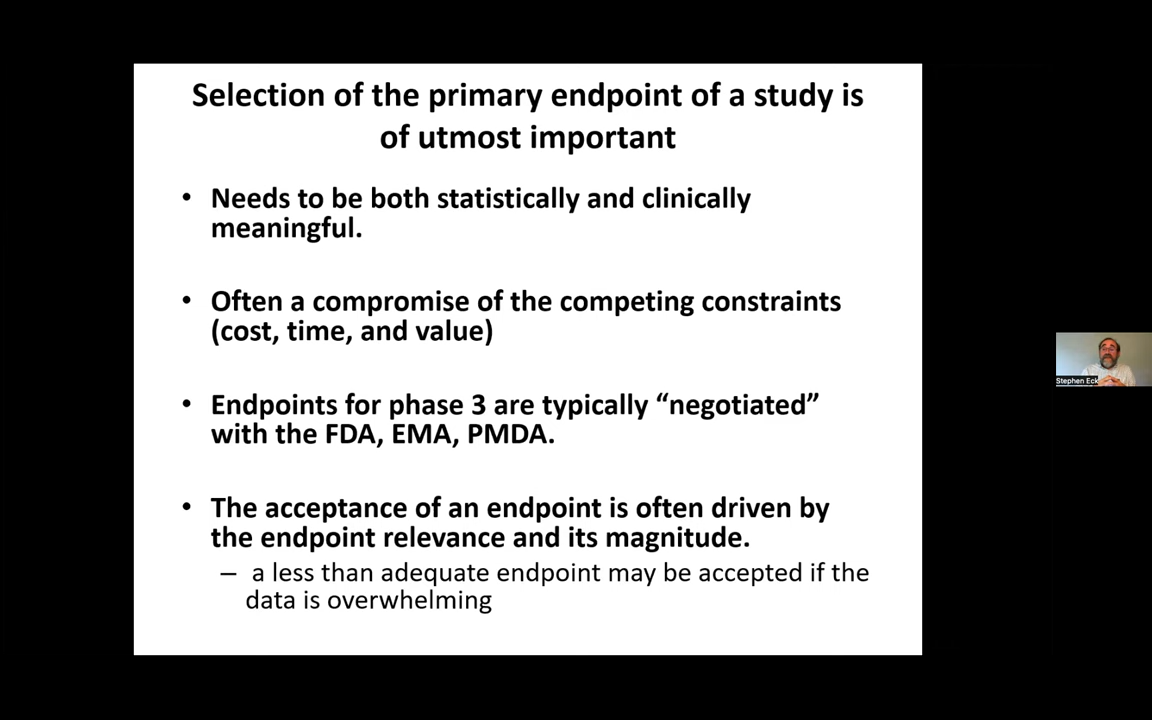 Selection of the primary endpoint of a study is
of utmost important
• Needs to be both statistically and clinically
meaningful.
• Often a compromise of the competing constraints
(cost, time, and value)
• Endpoints for phase 3 are typically “negotiated”
with the FDA, EMA, PMDA.
• The acceptance of an endpoint is often driven by
the endpoint relevance and its magnitude.
– a less than adequate endpoint may be accepted if the
data is overwhelming
Stephen Eck